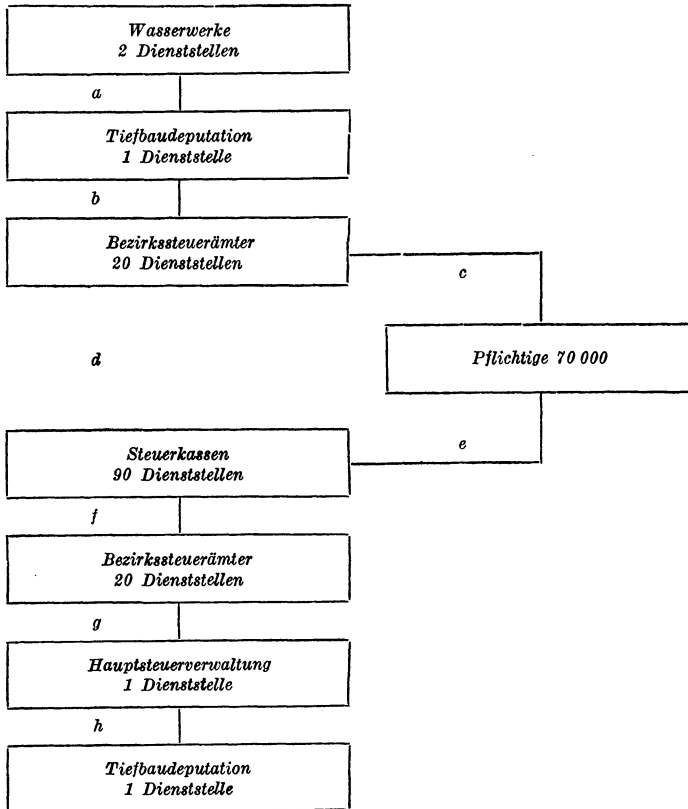 Wasserwerke
2 Dienststellen
a
Tiefbaudeputation
1 Dienststelle
b
Bezirkssteuerämter
20 Dienststellen
c
d
Pflichtige 70 000
e
Steuerkassen
90 Dienststellen
f
Bezirkssteuerämter
20 Dienststellen
g
Hauptsteuerverwaltung
1 Dienststelle
h
Tiefbaudeputation
1 Dienststelle